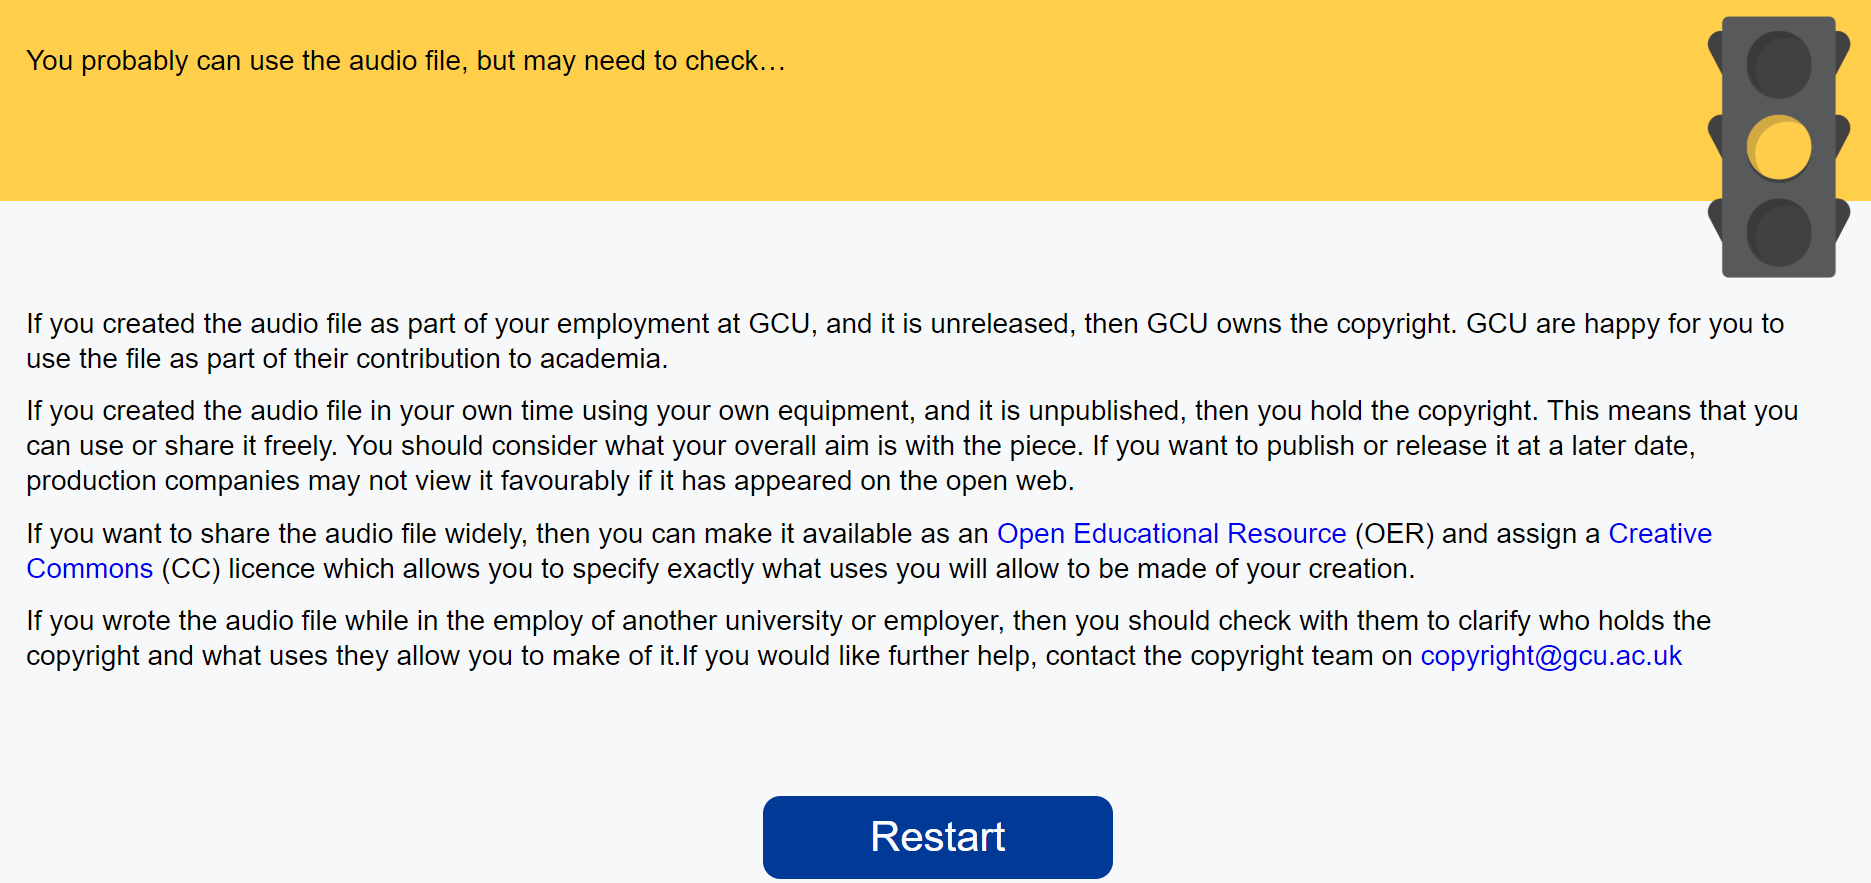 You probably can use the audio file, but may need to check…
If you created the audio file as part of your employment at GCU, and it is unreleased, then GCU owns the copyright. GCU are happy for you to
use the file as part of their contribution to academia.
If you created the audio file in your own time using your own equipment, and it is unpublished, then you hold the copyright. This means that you
can use or share it freely. You should consider what your overall aim is with the piece. If you want to publish or release it at a later date,
production companies may not view it favourably if it has appeared on the open web.
If you want to share the audio file widely, then you can make it available as an Open Educational Resource (OER) and assign a Creative
Commons (CC) licence which allows you to specify exactly what uses you will allow to be made of your creation.
If you wrote the audio file while in the employ of another university or employer, then you should check with them to clarify who holds the
copyright and what uses they allow you to make of it.If you would like further help, contact the copyright team on copyright@gcu.ac.uk
Restart